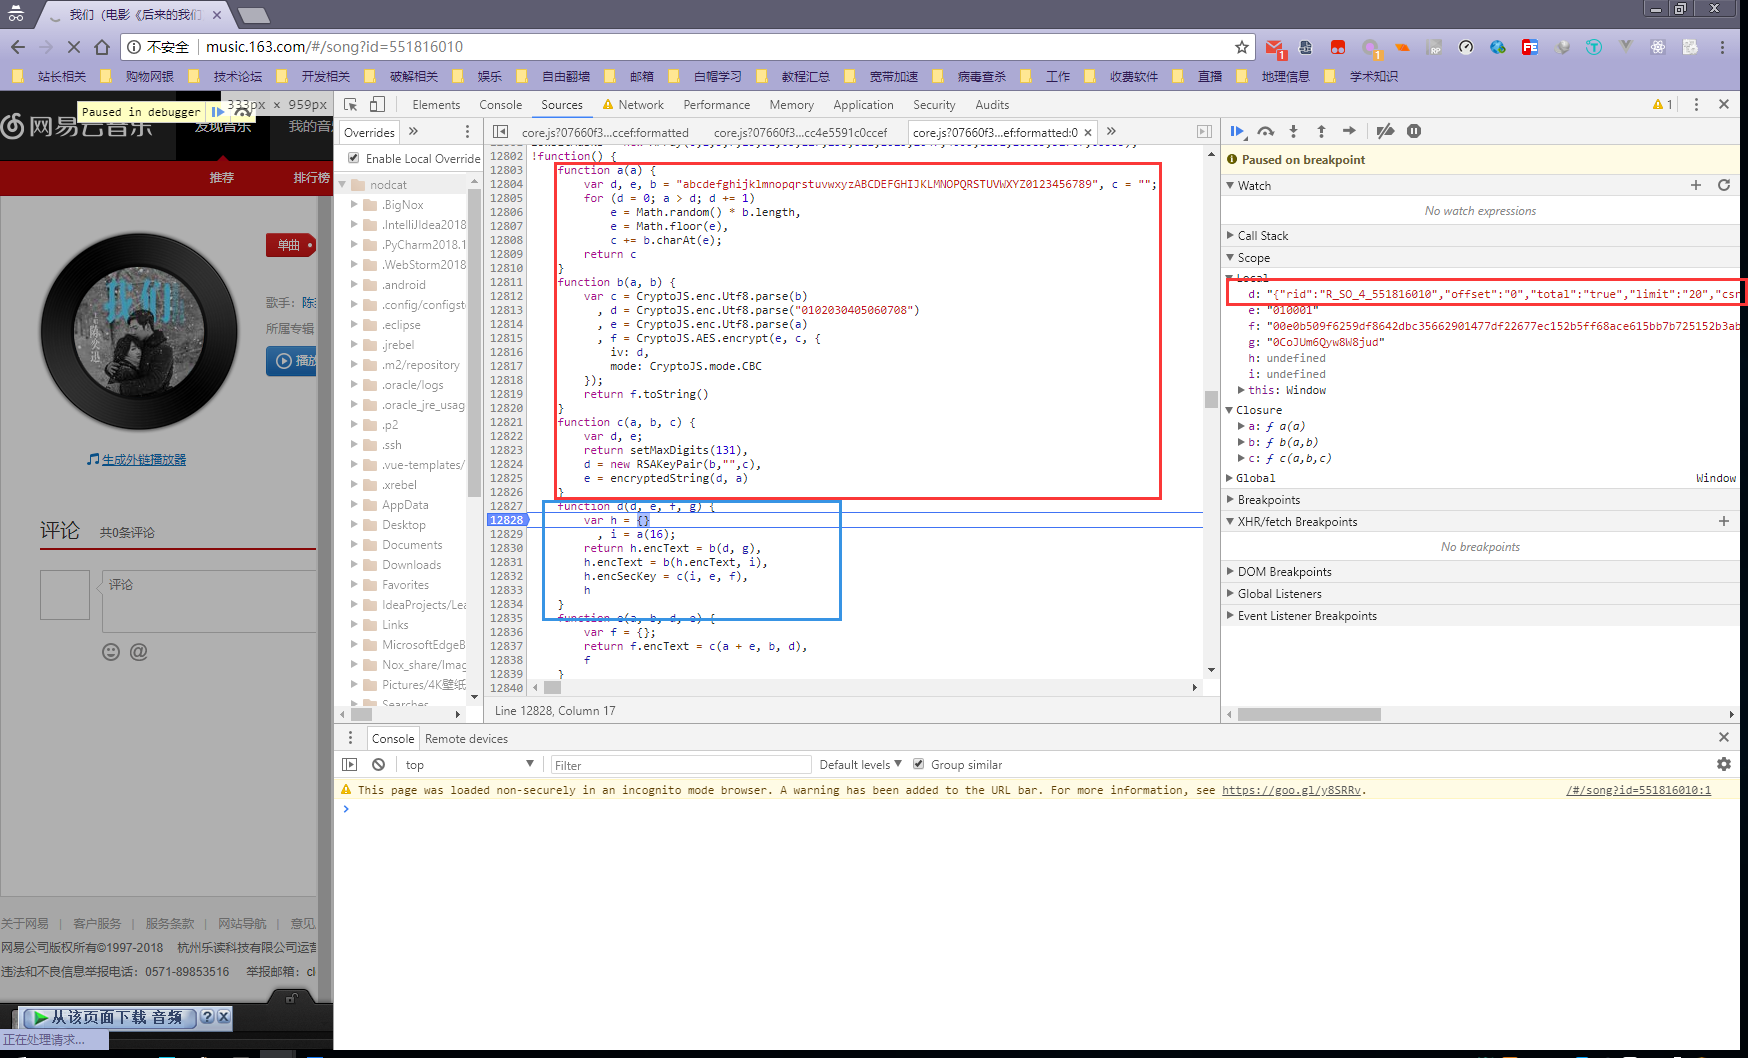 我们（电影《后来的我们
不安全 music.163.com/#/song?id=551816010
站长相关 购物网银 技术论坛 开发相关 破解相关 娱乐 自由翻墙 邮箱 白帽学习 教程汇总 宽带加速 病毒查杀 工作 收费软件 直播 地理信息 学术知识
333px × 959px
Paused in debugger
网易云音乐
发现音乐 我的音
推荐 排行榜
单曲
歌手：陈
所属专辑
播放
生成外链播放器
评论 共0条评论
评论
关于网易 | 客户服务 | 服务条款 | 网站导航 | 意见
网易公司版权所有©1997-2018 杭州乐读科技有限公司运营
违法和不良信息举报电话：0571-89853516 举报邮箱：
从该页面下载 音频
正在处理请求...
Elements Console Sources Network Performance Memory Application Security Audits
1
Overrides
Enable Local Override
nodcat
.BigNox
.IntelliJIdea2018
.PyCharm2018.1
.WebStorm2018
.android
.config/configst
.eclipse
.jrebel
.m2/repository
.oracle/logs
.oracle_jre_usag
.p2
.ssh
.vue-templates/
.xrebel
AppData
Desktop
Documents
Downloads
Favorites
IdeaProjects/Lea
Links
MicrosoftEdgeB
Nox_share/Imag
Pictures/4K壁纸
Searches
core.js?07660f3...ccef:formatted core.js?07660f3...cc4e5591c0ccef core.js?07660f3...ef:formatted:0
12802 !function() {
12803 function a(a) {
12804 var d, e, b = "abcdefghijklmnopqrstuvwxyzABCDEFGHIJKLMNOPQRSTUVWXYZ0123456789", c = "";
12805 for (d = 0; a > d; d += 1)
12806 e = Math.random() * b.length,
12807 e = Math.floor(e),
12808 c += b.charAt(e);
12809 return c
12810 }
12811 function b(a, b) {
12812 var c = CryptoJS.enc.Utf8.parse(b)
12813 , d = CryptoJS.enc.Utf8.parse("0102030405060708")
12814 , e = CryptoJS.enc.Utf8.parse(a)
12815 , f = CryptoJS.AES.encrypt(e, c, {
12816 iv: d,
12817 mode: CryptoJS.mode.CBC
12818 });
12819 return f.toString()
12820 }
12821 function c(a, b, c) {
12822 var d, e;
12823 return setMaxDigits(131),
12824 d = new RSAKeyPair(b,"",c),
12825 e = encryptedString(d, a)
12826 }
12827 function d(d, e, f, g) {
12828 var h = {}
12829 , i = a(16);
12830 return h.encText = b(d, g),
12831 h.encText = b(h.encText, i),
12832 h.encSecKey = c(i, e, f),
12833 h
12834 }
12835 function e(a, b, d, e) {
12836 var f = {};
12837 return f.encText = c(a + e, b, d),
12838 f
12839 }
12840
Line 12828, Column 17
Paused on breakpoint
Watch
No watch expressions
Call Stack
Scope
Local
d: "{"rid":"R_SO_4_551816010","offset":"0","total":"true","limit":"20","csr
e: "010001"
f: "00e0b509f6259df8642dbc35662901477df22677ec152b5ff68ace615bb7b725152b3ab
g: "0CoJUm6Qyw8W8jud"
h: undefined
i: undefined
this: Window
Closure
a: ƒ a(a)
b: ƒ b(a,b)
c: ƒ c(a,b,c)
Global Window
Breakpoints
XHR/fetch Breakpoints
No breakpoints
DOM Breakpoints
Global Listeners
Event Listener Breakpoints
Console Remote devices
top Filter Default levels Group similar
This page was loaded non-securely in an incognito mode browser. A warning has been added to the URL bar. For more information, see https://goo.gl/y8SRRv. /#/song?id=551816010:1